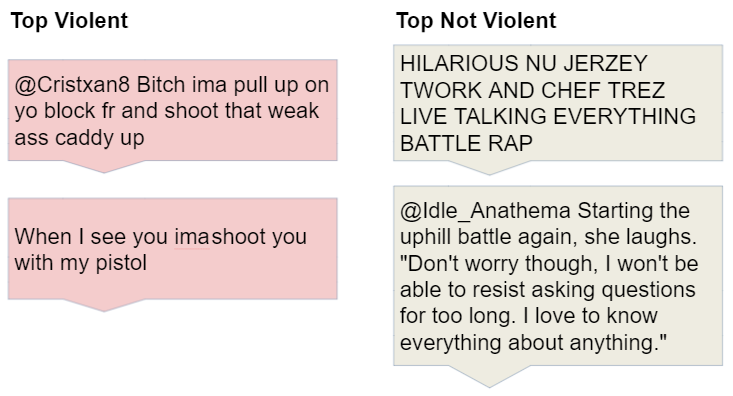 Top Violent
@Cristxan8 Bitch ima pull up on
yo block fr and shoot that weak
ass caddy up
When I see you ima shoot you
with my pistol
Top Not Violent
HILARIOUS NU JERZEY
TWORK AND CHEF TREZ
LIVE TALKING EVERYTHING
BATTLE RAP
@Idle_Anathema Starting the
uphill battle again, she laughs.
"Don't worry though, I won't be
able to resist asking questions
for too long. I love to know
everything about anything."